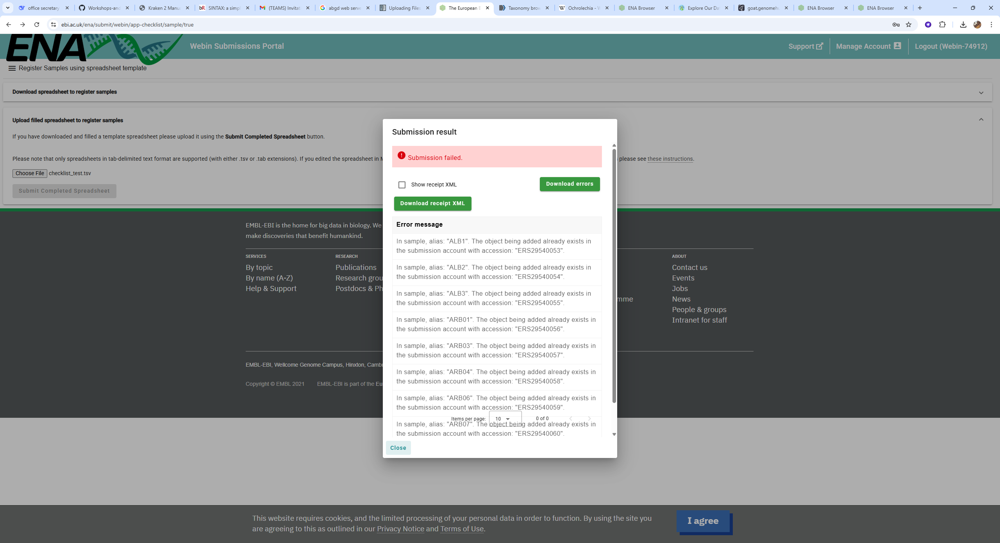 office secretary
Workshops-and
Kraken 2 Manua
SINTAX: a simpl
(TEAMS) Invitati
abgd web serve
Uploading Files
The European E
Taxonomy brow
Ochrolechia - W
ENA Browser
Explore Our Da
goat.genomehu
ENA Browser
ENA Browser
ebi.ac.uk/ena/submit/webin/app-checklist/sample/true
ENA
Webin Submissions Portal
Support
Manage Account
Logout (Webin-74912)
Register Samples using spreadsheet template
Download spreadsheet to register samples
Upload filled spreadsheet to register samples
If you have downloaded and filled a template spreadsheet please upload it using the Submit Completed Spreadsheet button.
Please note that only spreadsheets in tab-delimited text format are supported (with either .tsv or .tab extensions). If you edited the spreadsheet in M
please see these instructions.
Choose File checklist_test.tsv
Submit Completed Spreadsheet
Submission result
Submission failed.
Show receipt XML
Download errors
Download receipt XML
Error message
In sample, alias: "ALB1". The object being added already exists in
the submission account with accession: "ERS29540053".
In sample, alias: "ALB2". The object being added already exists in
the submission account with accession: "ERS29540054".
In sample, alias: "ALB3". The object being added already exists in
the submission account with accession: "ERS29540055".
In sample, alias: "ARB01". The object being added already exists in
the submission account with accession: "ERS29540056".
In sample, alias: "ARB03". The object being added already exists in
the submission account with accession: "ERS29540057".
In sample, alias: "ARB04". The object being added already exists in
the submission account with accession: "ERS29540058".
In sample, alias: "ARB06". The object being added already exists in
the submission account with accession: "ERS29540059".
Items per page: 10 0 of 0
In sample, alias: "ARB07". The object being added already exists in
the submission account with accession: "ERS29540060".
Close
EMBL-EBI is the home for big data in biology. We
make discoveries that benefit humankind.
SERVICES
By topic
By name (A-Z)
Help & Support
RESEARCH
Publications
Research grou
Postdocs & Ph
mme
ABOUT
Contact us
Events
Jobs
News
People & groups
Intranet for staff
EMBL-EBI, Wellcome Genome Campus, Hinxton, Cambr
Copyright © EMBL 2021
EMBL-EBI is part of the Eu
This website requires cookies, and the limited processing of your personal data in order to function. By using the site you
are agreeing to this as outlined in our Privacy Notice and Terms of Use.
I agree